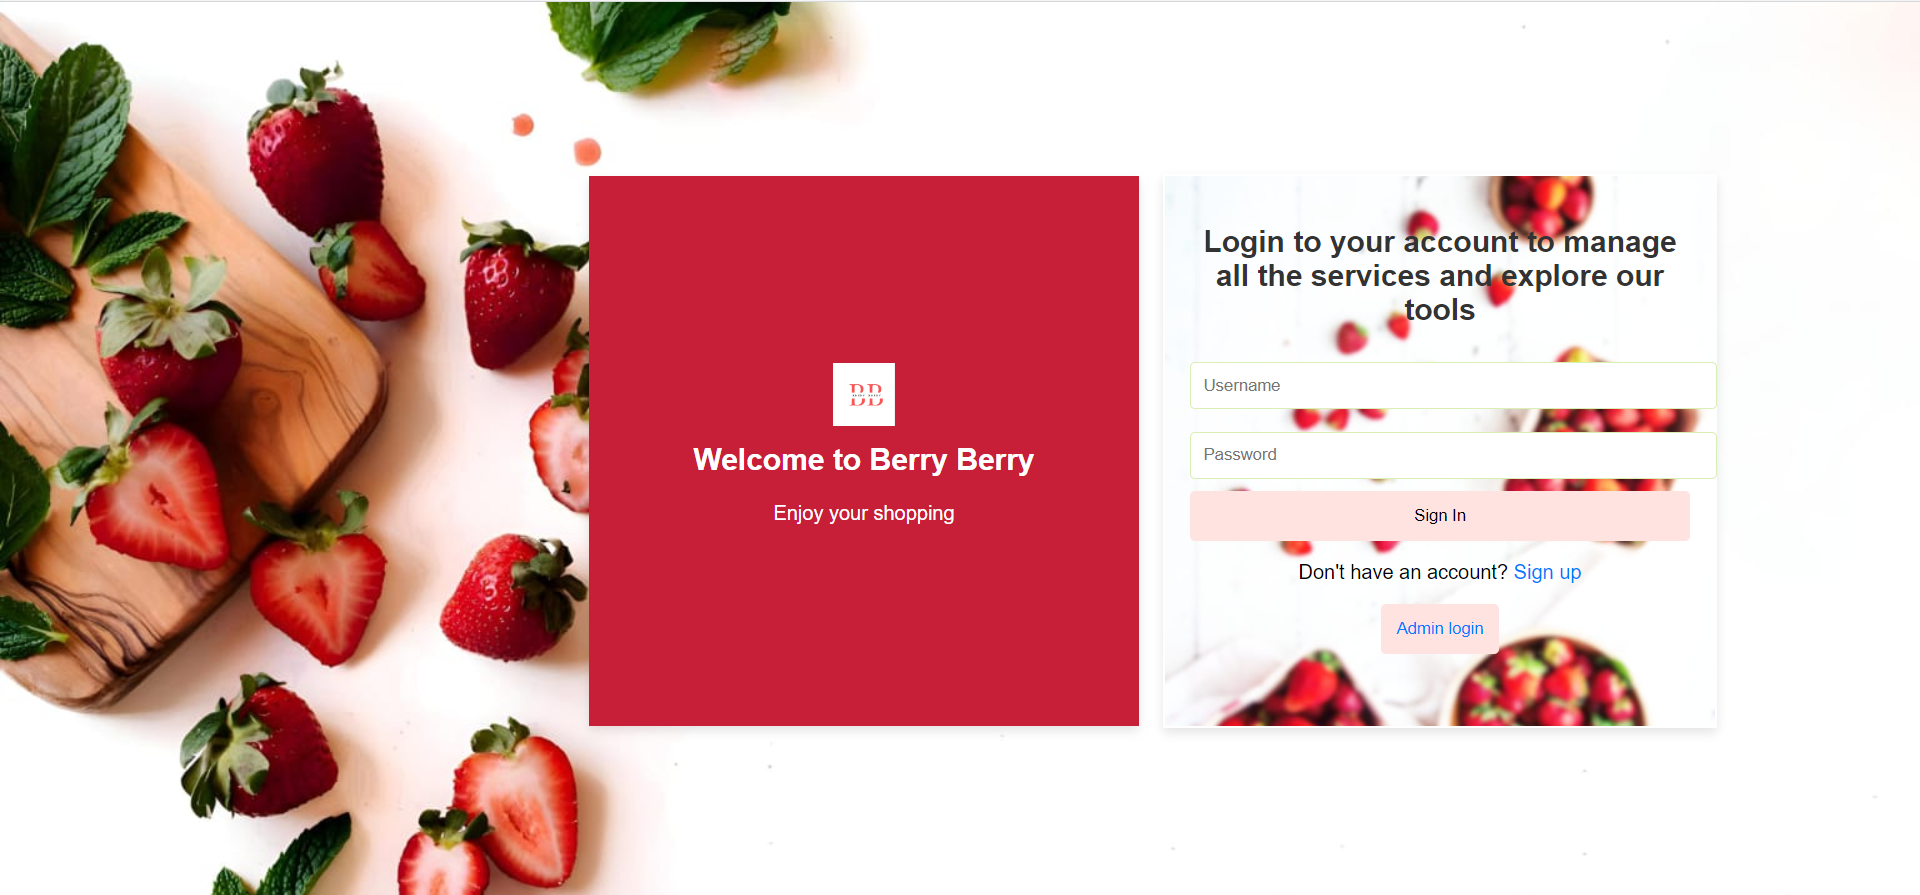 BB
Welcome to Berry Berry
Enjoy your shopping
Login to your account to manage
all the services and explore our
tools
Username
Password
Sign In
Don't have an account? Sign up
Admin login